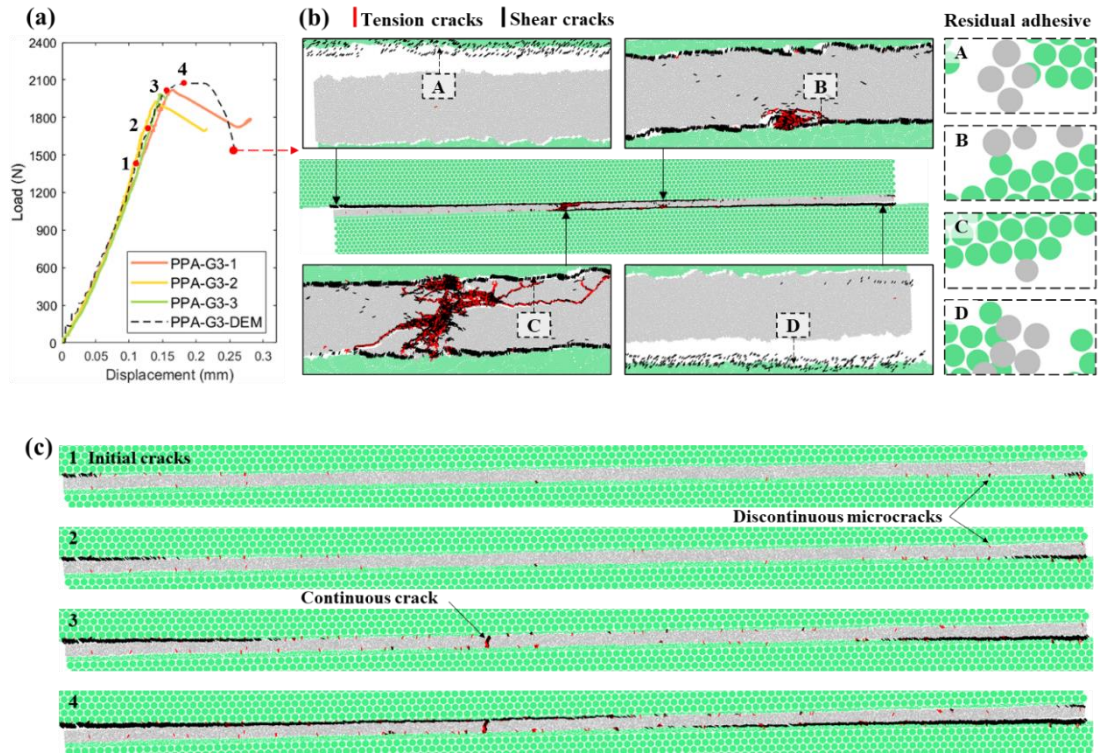 (a)
2400
2100
1800
1500
1200
900
600
300
0
Load (N)
1
2
3
4
PPA-G3-1
PPA-G3-2
PPA-G3-3
PPA-G3-DEM
0
0.05
0.1
0.15
0.2
0.25
0.3
Displacement (mm)
(b)
Tension cracks
Shear cracks
A
B
C
D
Residual adhesive
A
B
C
D
(c)
1 Initial cracks
Discontinuous microcracks
2
Continuous crack
3
4